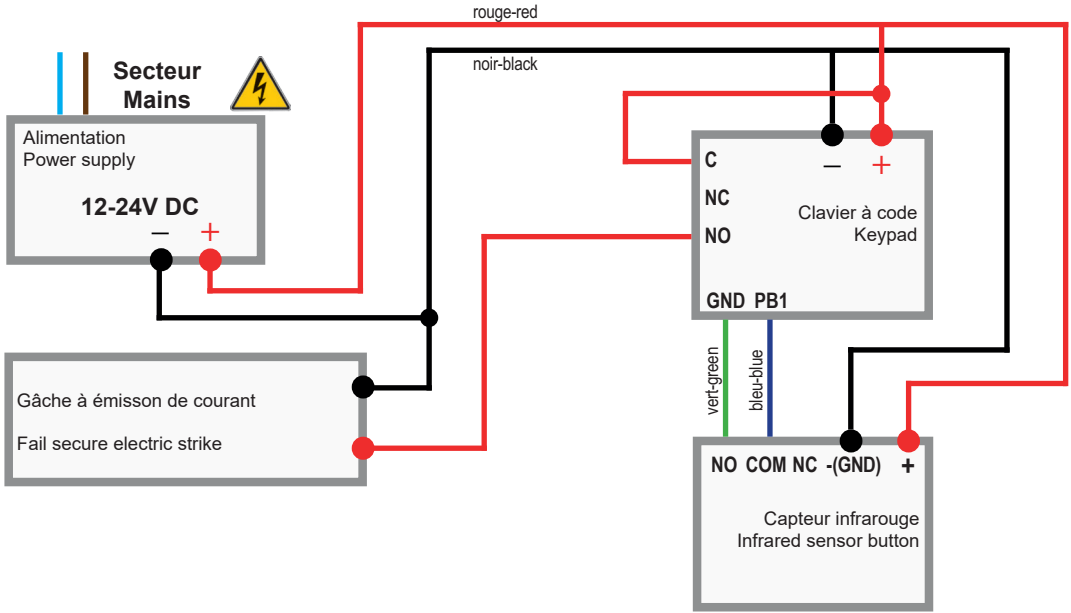 rouge-red
noir-black
Secteur
Mains
Alimentation
Power supply
12-24V DC
– +
C
– +
NC
Clavier à code
Keypad
NO
GND PB1
vert-green
bleu-blue
Gâche à émisson de courant
Fail secure electric strike
NO COM NC -(GND) +
Capteur infrarouge
Infrared sensor button